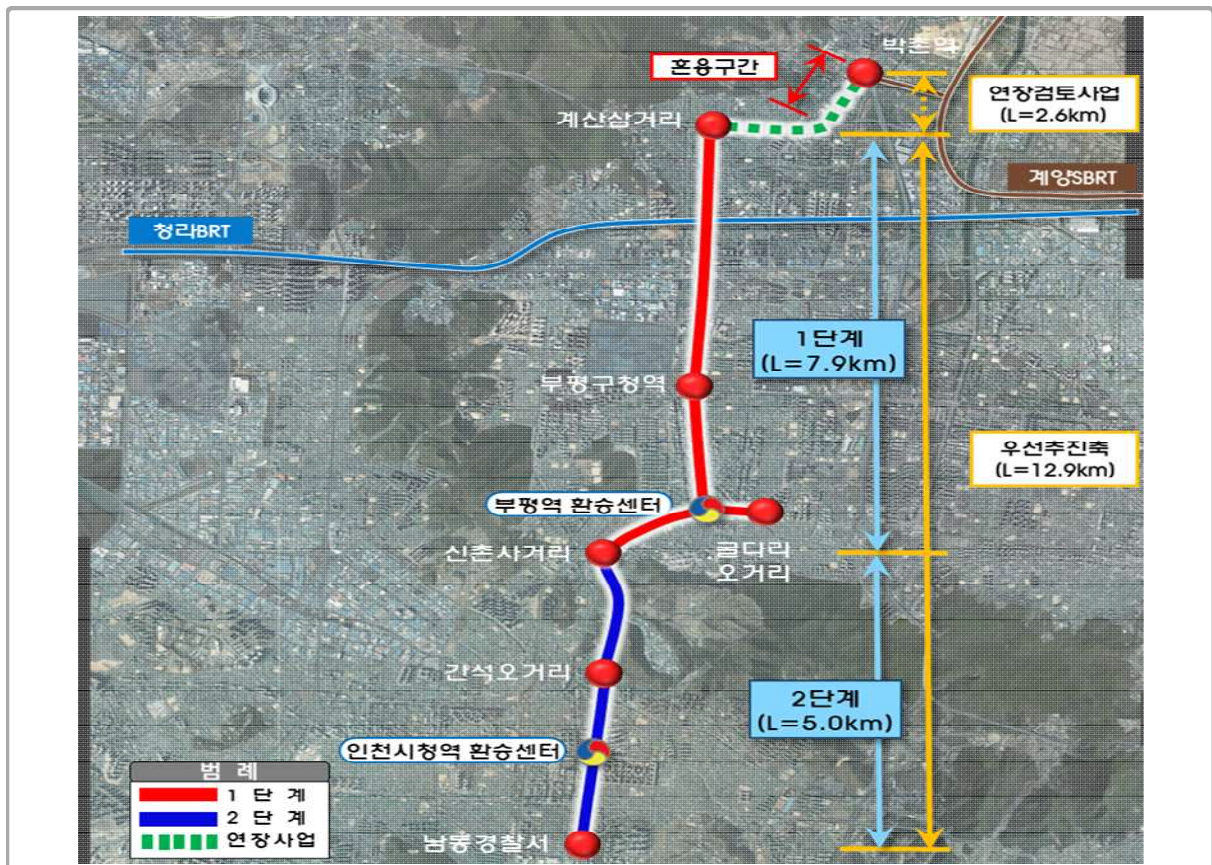 박촌역
혼용구간
연장검토사업
(L=2.6km)
계산삼거리
계양SBRT
청라BRT
1단계
(L=7.9km)
부평구청역
우선추진축
(L=12.9km)
부평역 환승센터
신촌사거리
굴다리
오거리
간석오거리
2단계
(L=5.0km)
인천시청역 환승센터
범 례
1 단 계
2 단 계
연장사업
남동경찰서